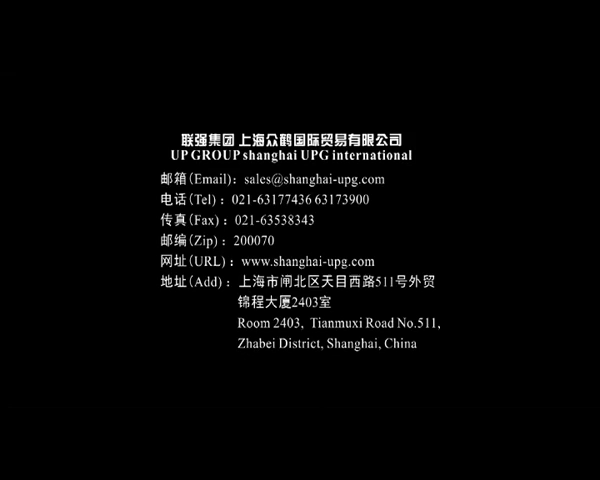 联强集团 上海众鹤国际贸易有限公司
UP GROUP shanghai UPG international
邮箱(Email)：sales@shanghai-upg.com
电话(Tel)：021-63177436 63173900
传真(Fax)：021-63538343
邮编(Zip)：200070
网址(URL)：www.shanghai-upg.com
地址(Add)：上海市闸北区天目西路511号外贸
锦程大厦2403室
Room 2403, Tianmuxi Road No.511,
Zhabei District, Shanghai, China